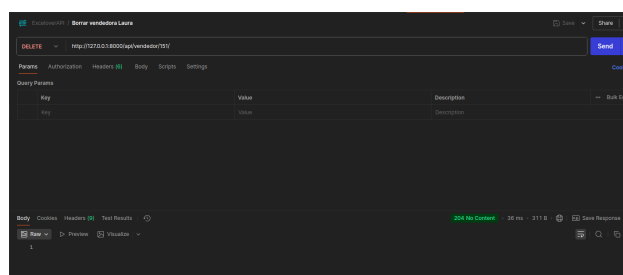 ExcaliverAPI / Borrar vendedora Laura Save Share
DELETE http://127.0.0.1:8000/api/vendedor/151/ Send
Params Authorization Headers (6) Body Scripts Settings
Query Params
Key Value Description Bulk
Key Value Description
Body Cookies Headers (9) Test Results 204 No Content 36 ms 311 B Save Response
Raw Preview Visualize
1